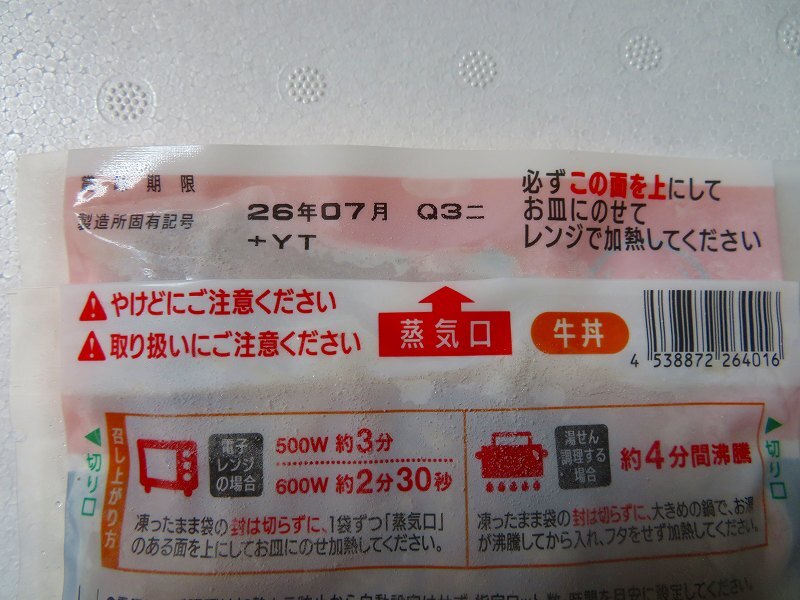 期限
26年07月 Q3ニ
製造所固有記号
+YT
必ずこの面を上にして
お皿にのせて
レンジで加熱してください
やけどにご注意ください
取り扱いにご注意ください
蒸気口
牛丼
4 538872 264016
切り口
召し上がり方
電子
レンジ
の場合
500W 約3分
600W 約2分30秒
凍ったまま袋の封は切らずに、1袋ずつ「蒸気口」
のある面を上にしてお皿にのせ加熱してください。
湯せん
調理する
場合
約4分間沸騰
凍ったまま袋の封は切らずに、大きめの鍋で、お湯
が沸騰してから入れ、フタをせず加熱してください。
切り口